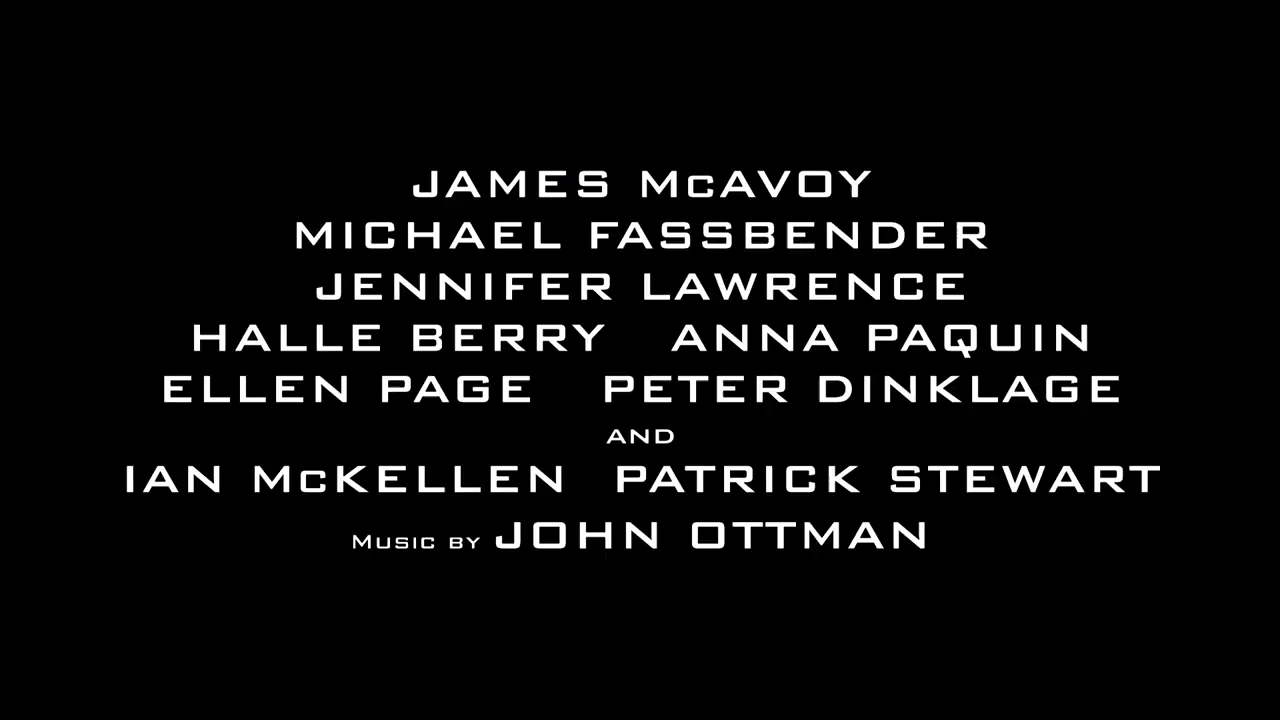 JAMES McAVOY
MICHAEL FASSBENDER
JENNIFER LAWRENCE
HALLE BERRY ANNA PAQUIN
ELLEN PAGE PETER DINKLAGE
AND
IAN McKELLEN PATRICK STEWART
MUSIC BY JOHN OTTMAN